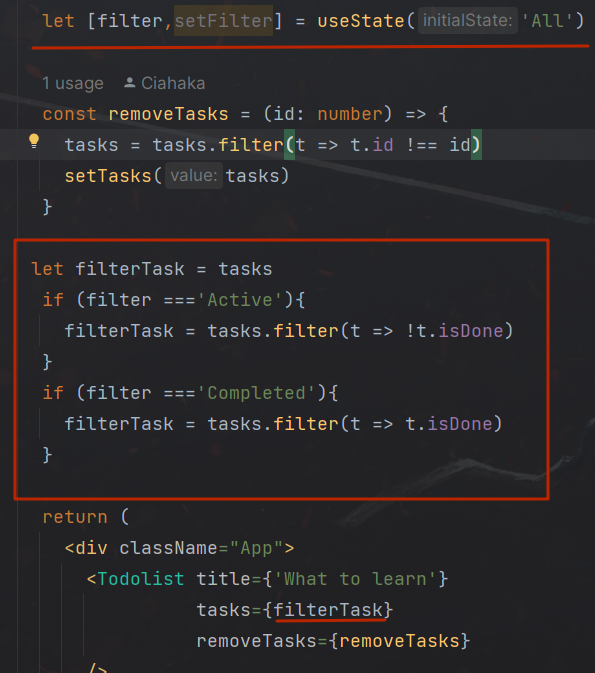 let [filter,setFilter] = useState( initialState: 'All')
1 usage Ciahaka
const removeTasks = (id: number) => {
tasks = tasks.filter(t => t.id !== id)
setTasks( value: tasks)
}
let filterTask = tasks
if (filter ==='Active'){
filterTask = tasks.filter(t => !t.isDone)
}
if (filter ==='Completed'){
filterTask = tasks.filter(t => t.isDone)
}
return (
<div className="App">
<Todolist title={'What to learn'}
tasks={filterTask}
removeTasks={removeTasks}
/>